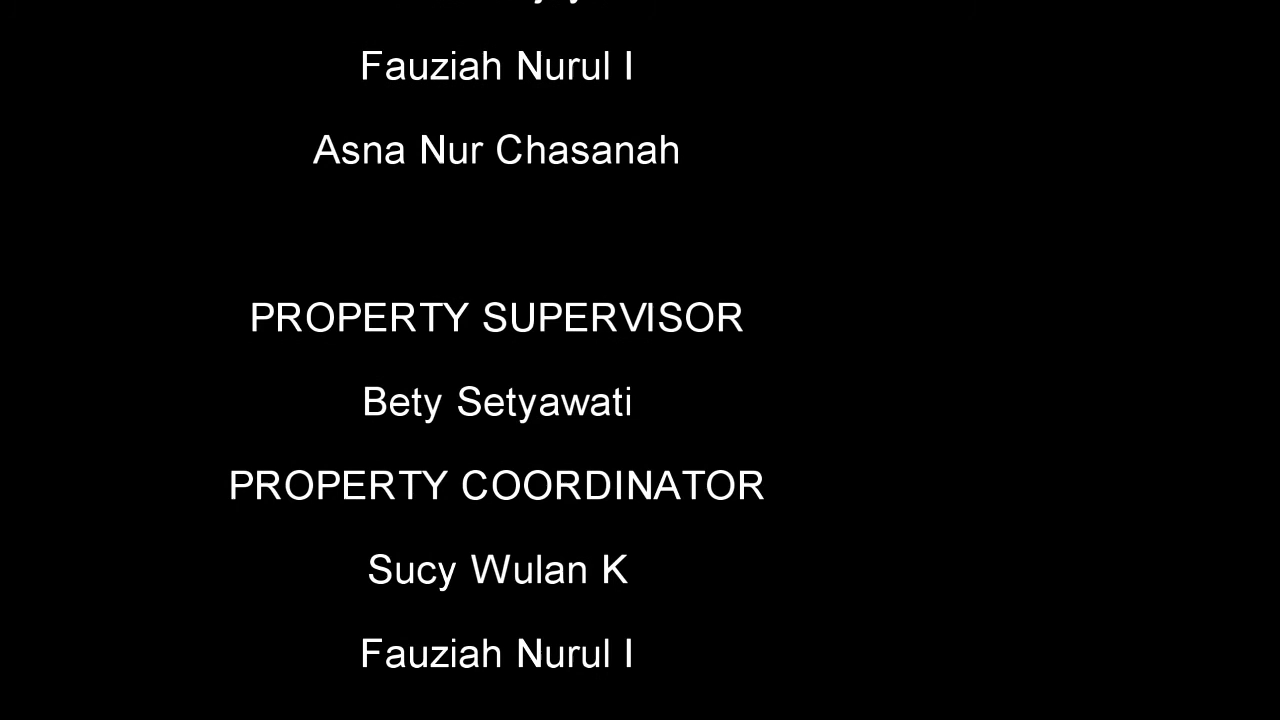 Fauziah Nurul I
Asna Nur Chasanah
PROPERTY SUPERVISOR
Bety Setyawati
PROPERTY COORDINATOR
Sucy Wulan K
Fauziah Nurul I